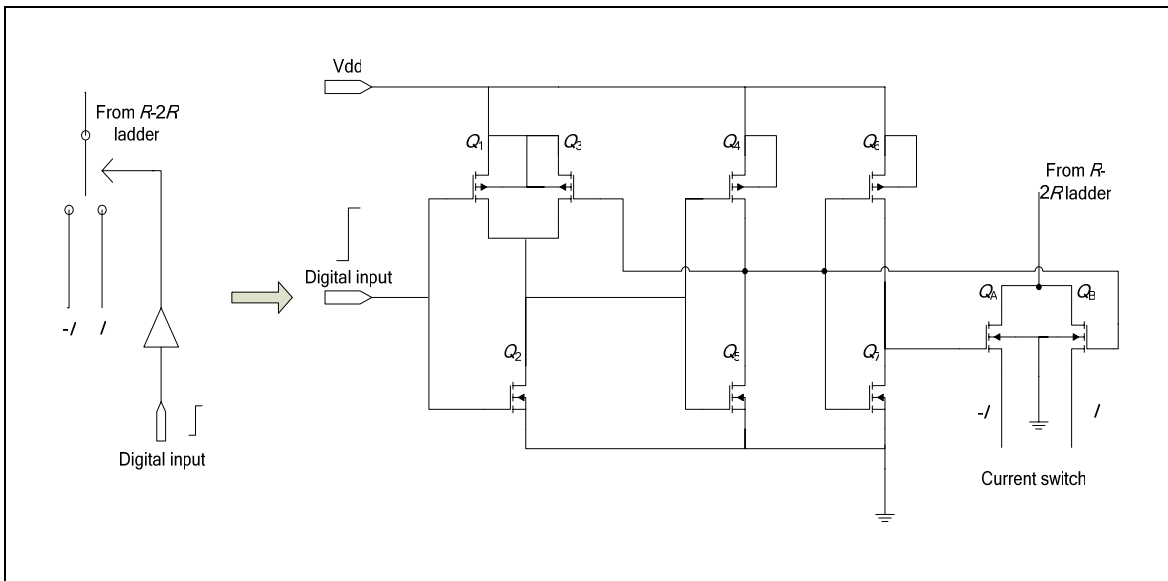 From R-2R
ladder
-I
I
Digital input
Vdd
Digital input
Q1
Q3
Q2
Q4
Q5
Q6
Q7
From R-
2R ladder
QA
QB
-I
I
Current switch